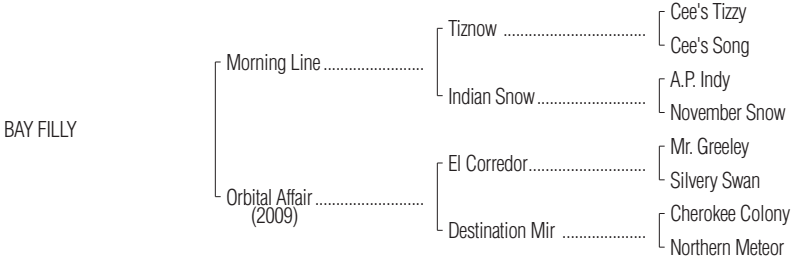 Cee's Tizzy
Tiznow
Cee's Song
Morning Line
A.P. Indy
Indian Snow
November Snow
BAY FILLY
Mr. Greeley
El Corredor
Silvery Swan
Orbital Affair
(2009)
Cherokee Colony
Destination Mir
Northern Meteor